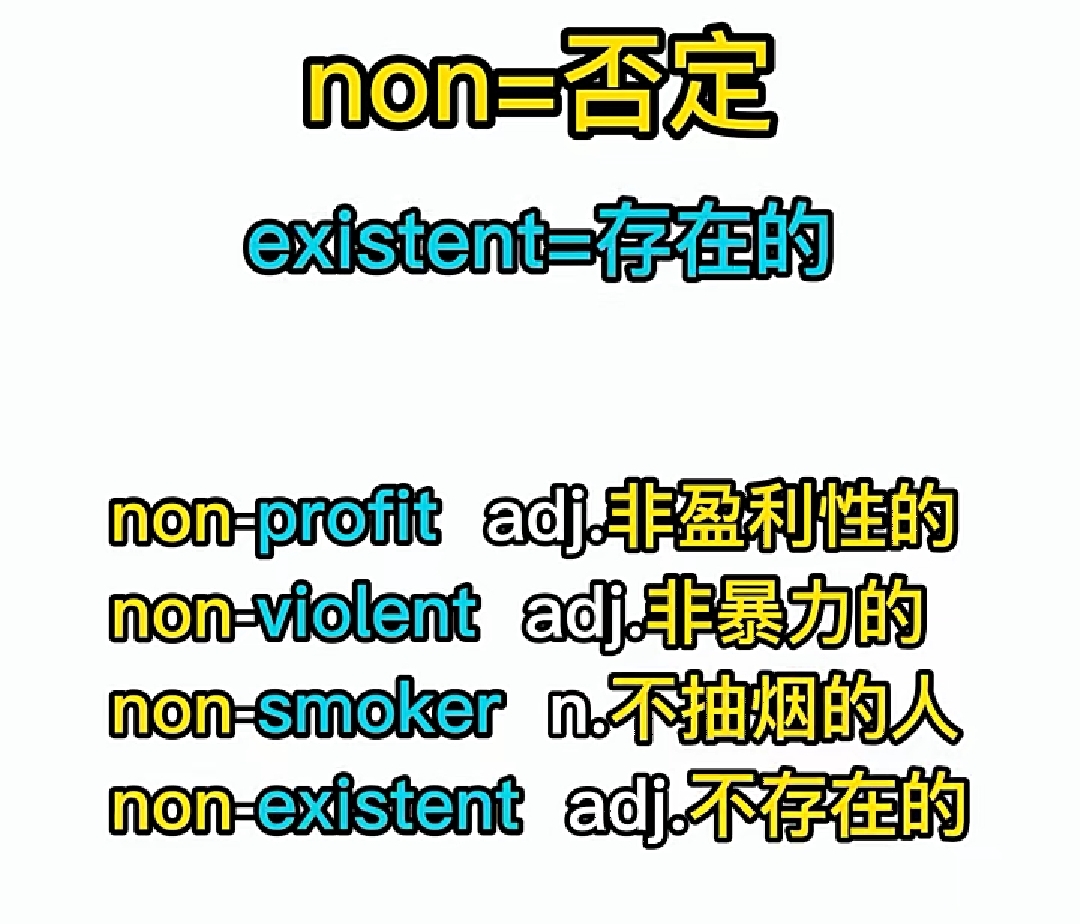 non=否定
existent=存在的
non-profit adj.非盈利性的
non-violent adj.非暴力的
non-smoker n.不抽烟的人
non-existent adj.不存在的